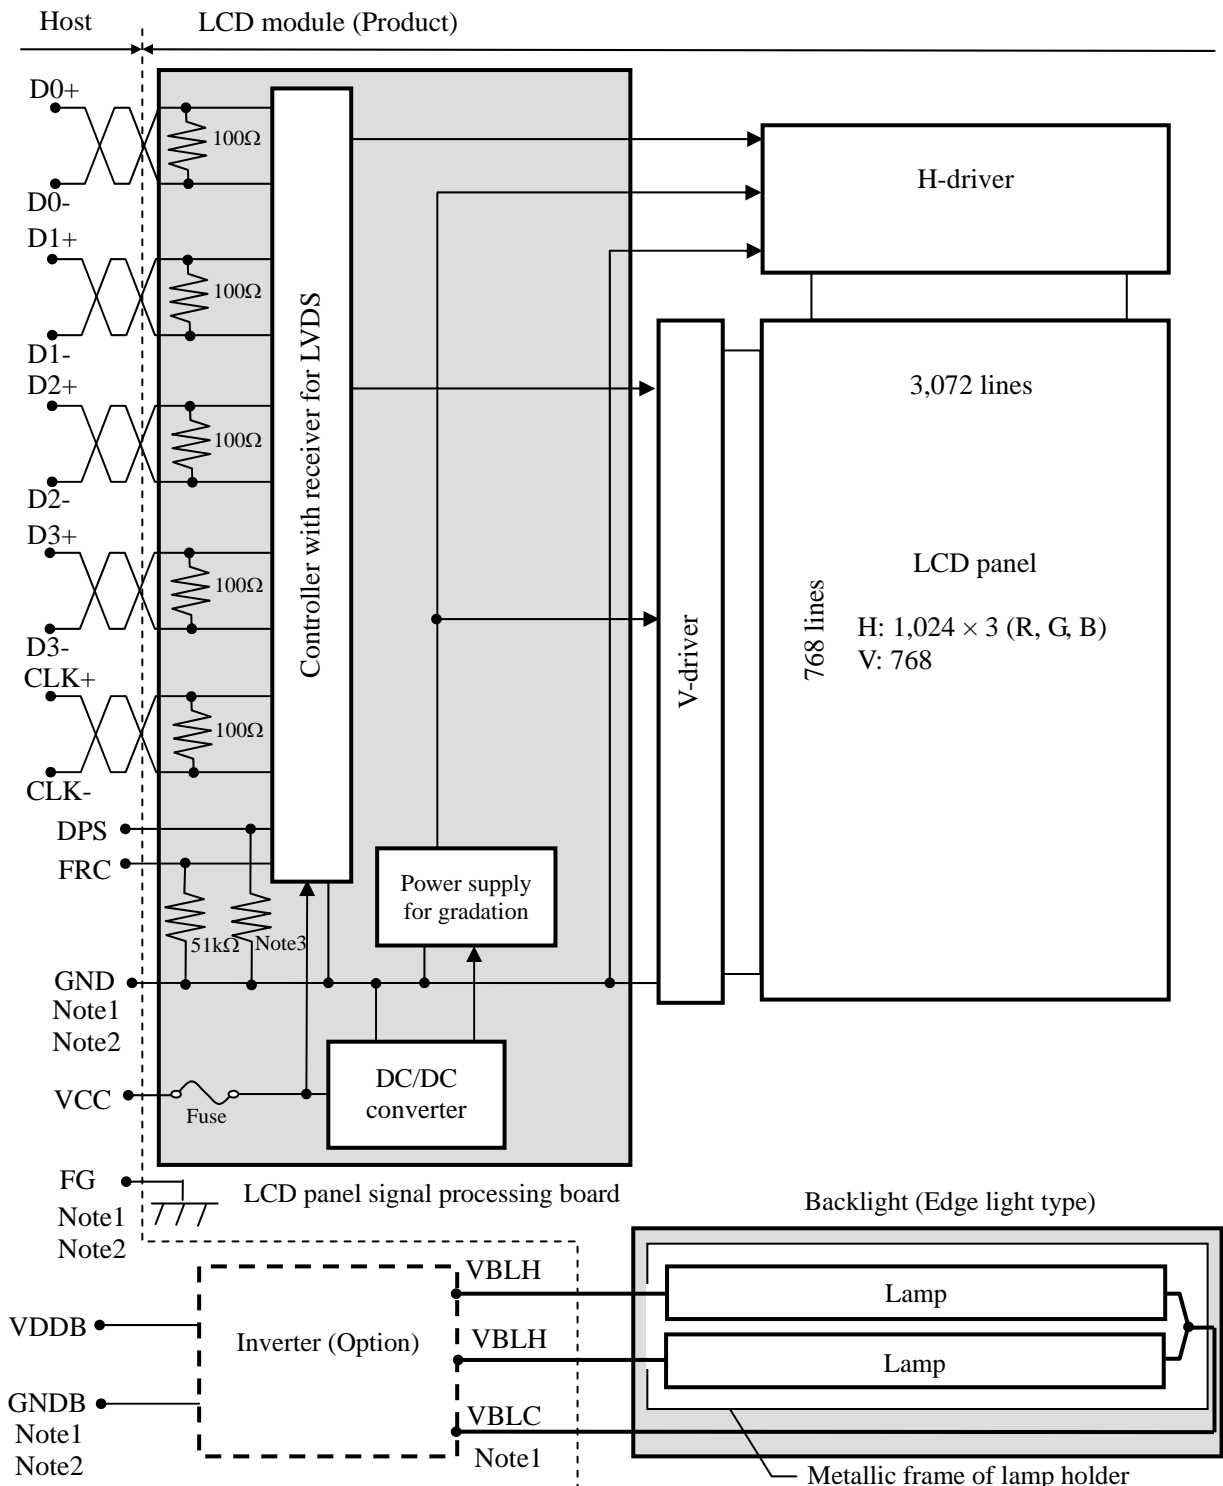 Host
LCD module (Product)
D0+
100Ω
D0-
D1+
100Ω
D1-
D2+
100Ω
D2-
D3+
100Ω
D3-
CLK+
100Ω
CLK-
DPS
FRC
51kΩ
Note3
GND
Note1
Note2
VCC
Fuse
FG
Note1
Note2
Controller with receiver for LVDS
Power supply
for gradation
DC/DC
converter
LCD panel signal processing board
H-driver
V-driver
3,072 lines
768 lines
LCD panel
H: 1,024 × 3 (R, G, B)
V: 768
Backlight (Edge light type)
VDDB
GNDB
Note1
Note2
Inverter (Option)
VBLH
VBLH
VBLC
Note1
Lamp
Lamp
Metallic frame of lamp holder